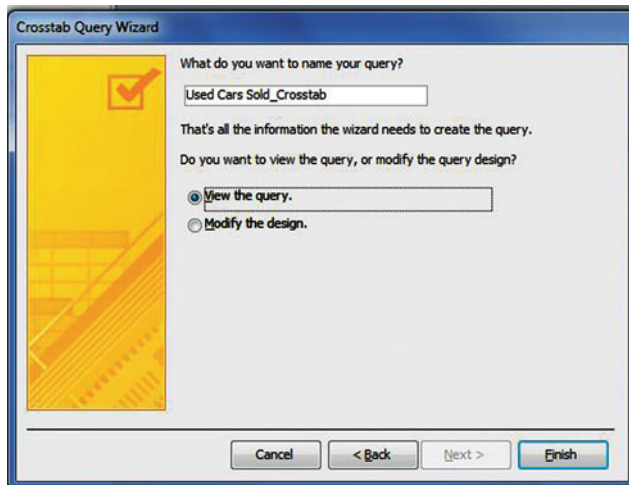 Crosstab Query Wizard
What do you want to name your query?
Used Cars Sold_Crosstab
That's all the information the wizard needs to create the query.
Do you want to view the query, or modify the query design?
View the query.
Modify the design.
Cancel < Back Next > Finish